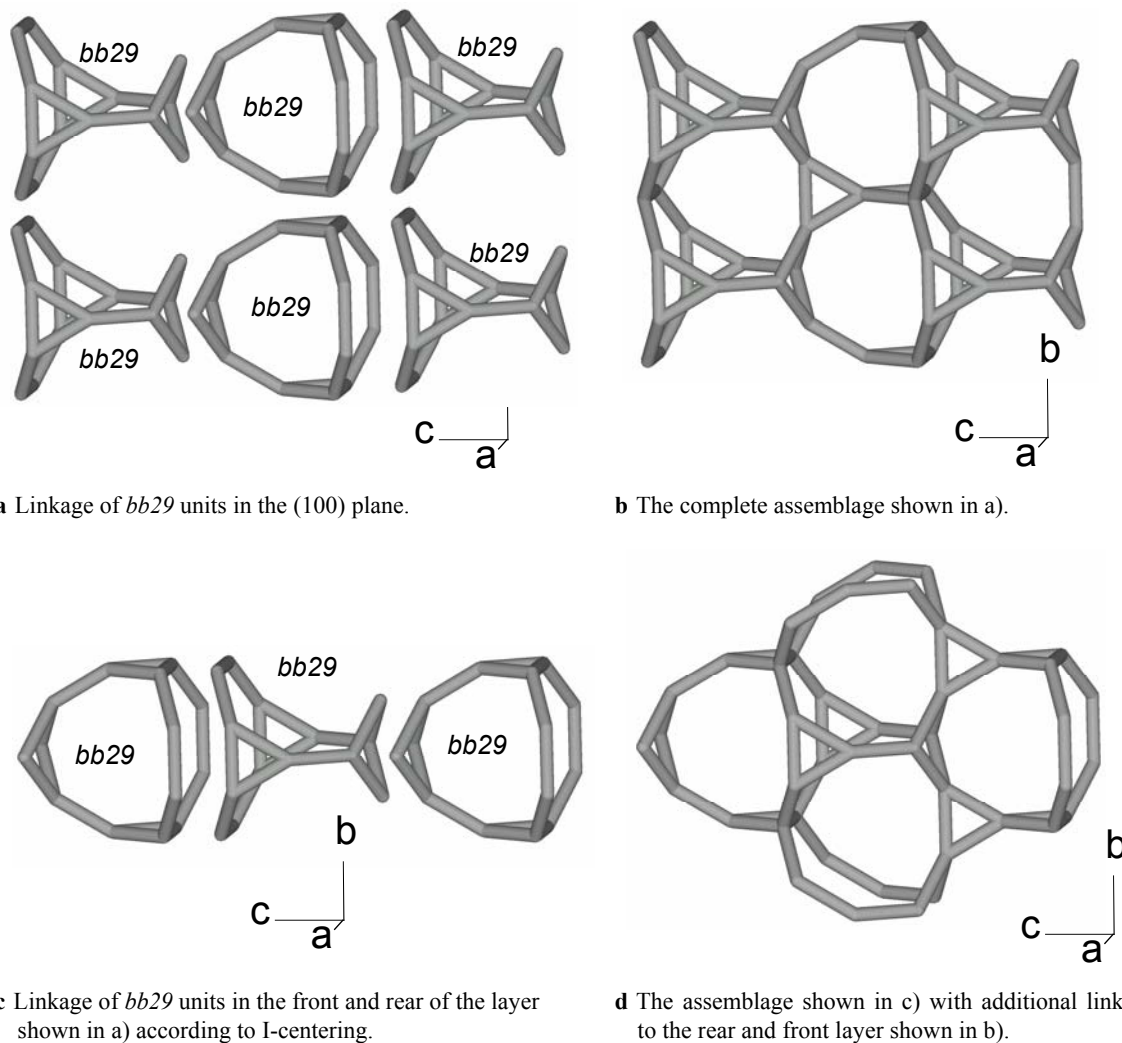 bb29
bb29
bb29
bb29
bb29
bb29
c
a
b
c
a
a Linkage of bb29 units in the (100) plane.
b The complete assemblage shown in a).
bb29
bb29
bb29
b
c
a
b
c
a
c Linkage of bb29 units in the front and rear of the layer
shown in a) according to I-centering.
d The assemblage shown in c) with additional link
to the rear and front layer shown in b).